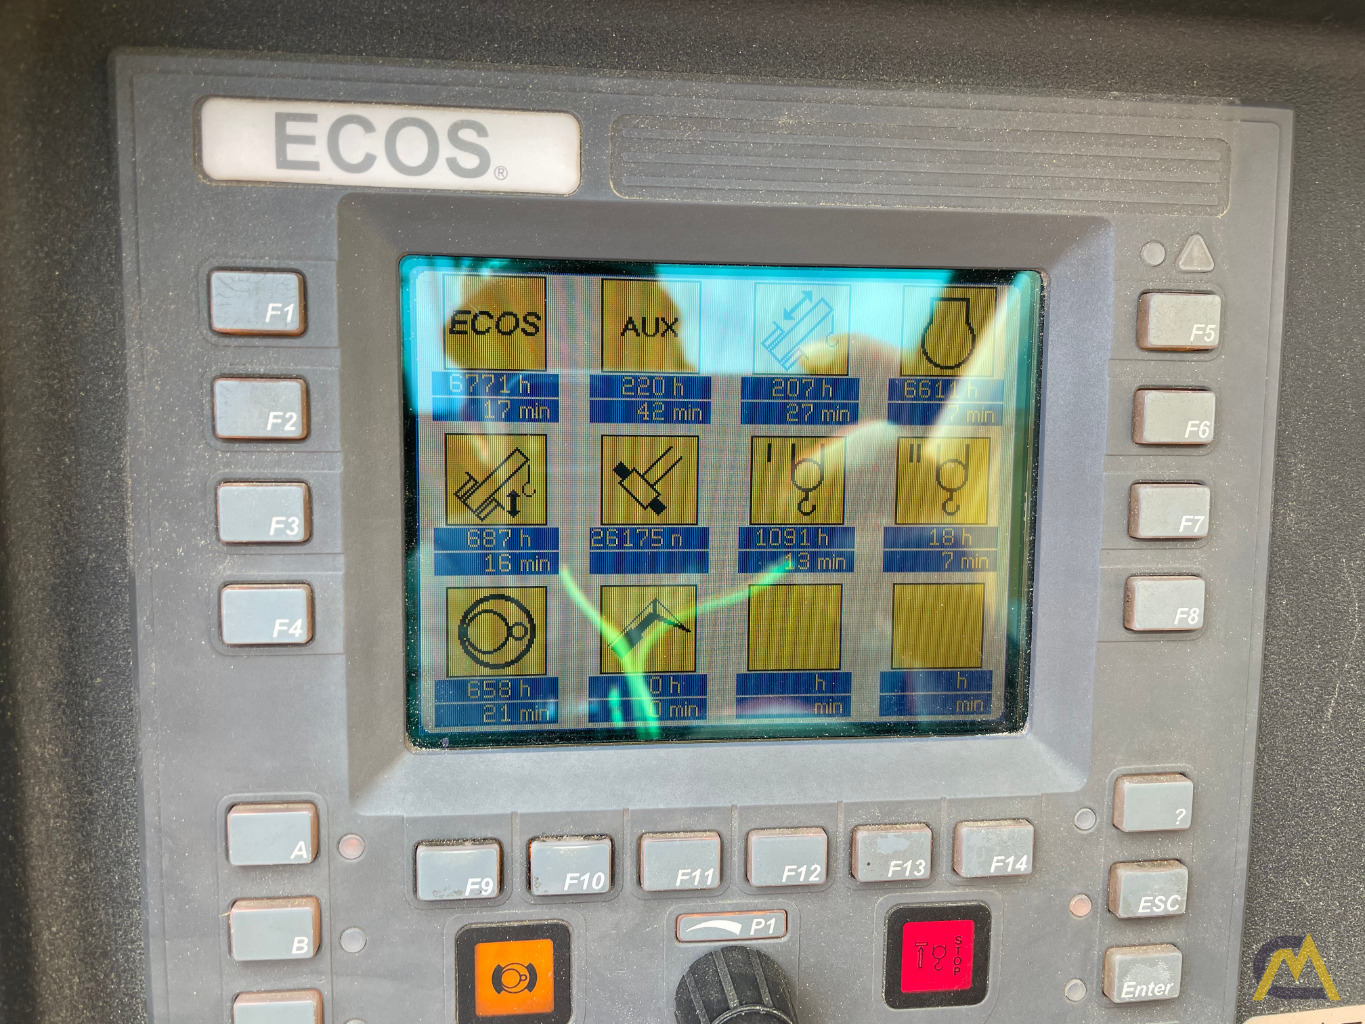 ECOS®
F1
F2
F3
F4
F5
F6
F7
F8
ECOS AUX
6771 h 220 h 207 h
17 min 42 min 27 min min
I II
687 h 26175 n 1091 h 18 h
16 min 13 min 7 min
658 h 0 h h h
21 min 0 min min min
A
B
F9 F10 F11 F12 F13 F14
P1
STOP
?
ESC
Enter